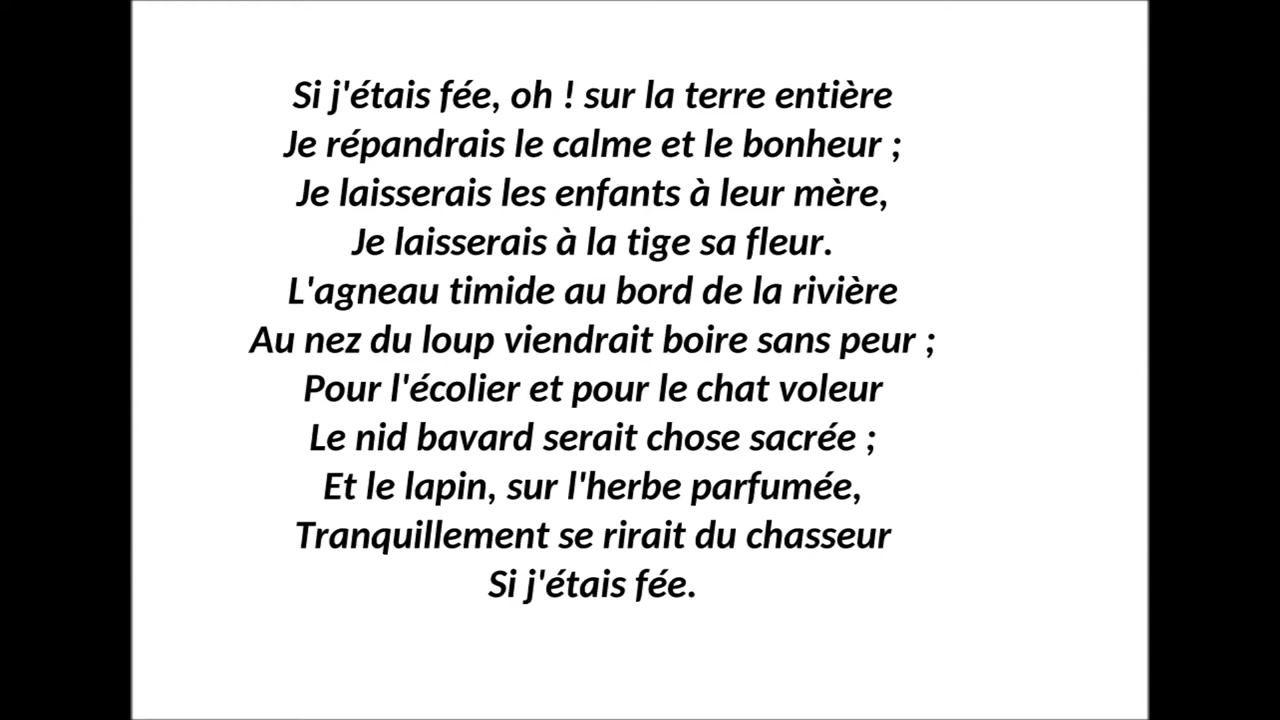 Si j'étais fée, oh ! sur la terre entière
Je répandrais le calme et le bonheur ;
Je laisserais les enfants à leur mère,
Je laisserais à la tige sa fleur.
L'agneau timide au bord de la rivière
Au nez du loup viendrait boire sans peur ;
Pour l'écolier et pour le chat voleur
Le nid bavard serait chose sacrée ;
Et le lapin, sur l'herbe parfumée,
Tranquillement se rirait du chasseur
Si j'étais fée.